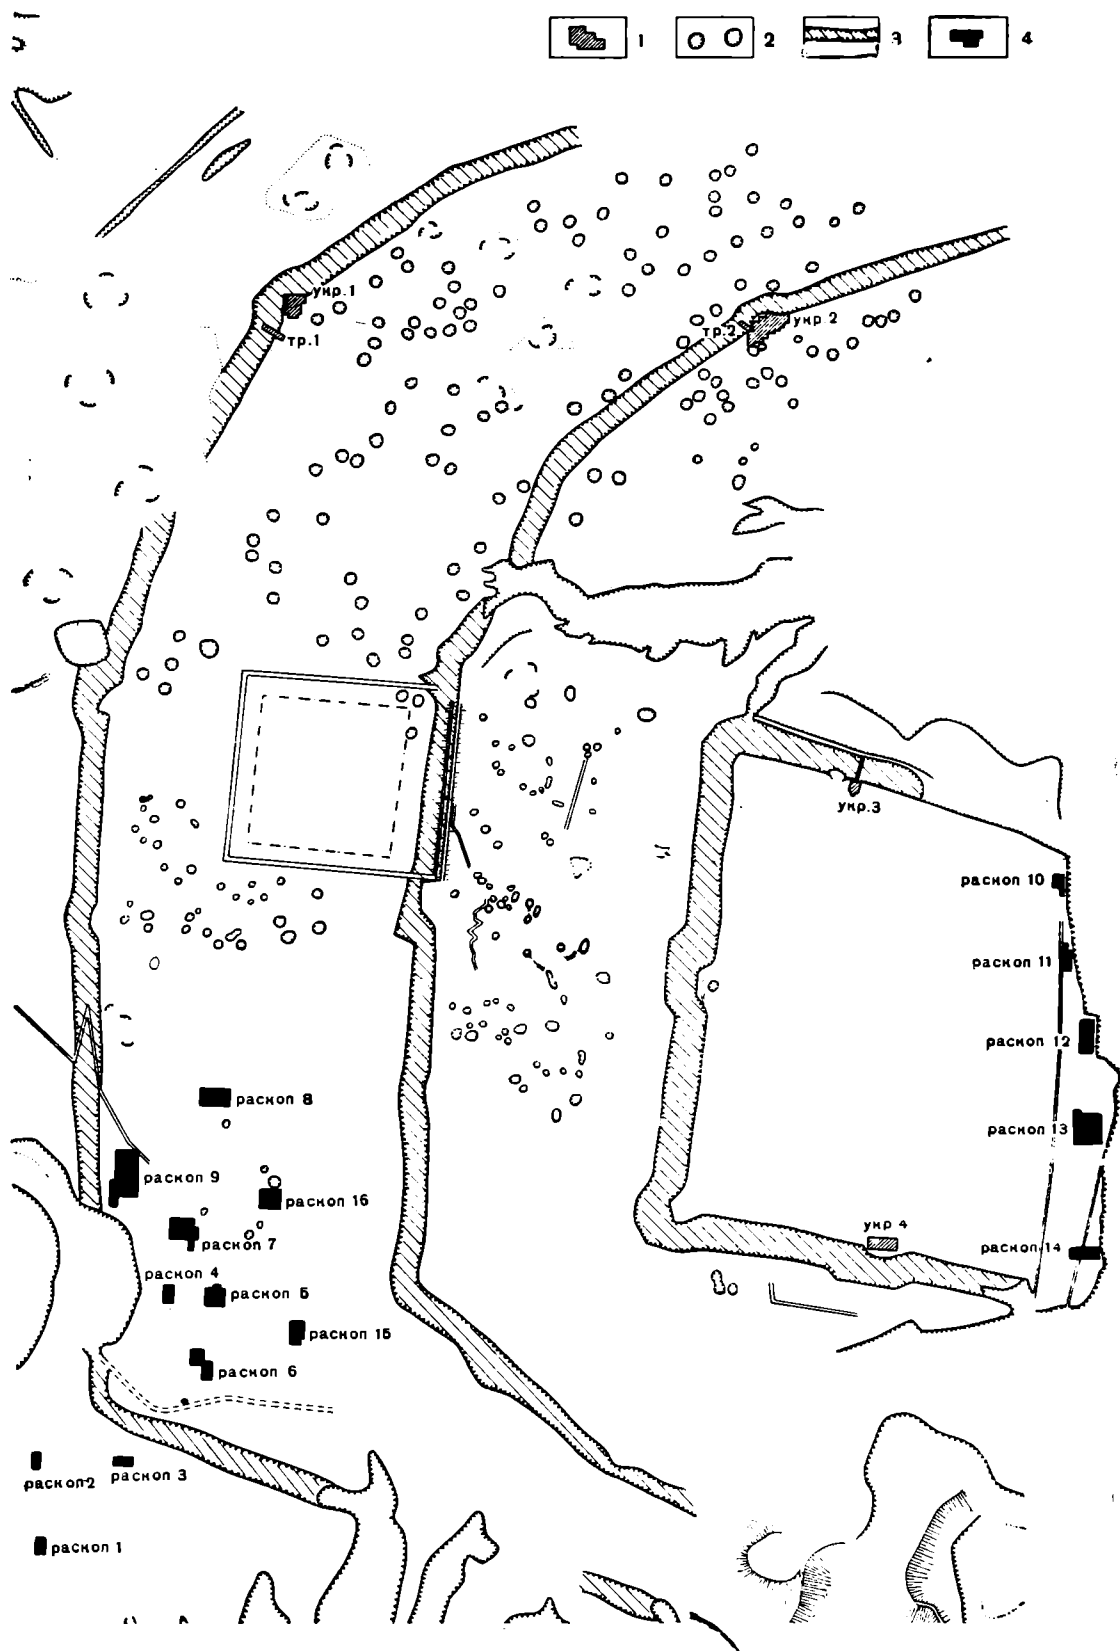 1 2 3 4
укр.1
тр.1
тр.2 укр 2
укр.3
раскоп 10
раскоп 11
раскоп 12
раскоп 8
раскоп 13
раскоп 9
раскоп 16
раскоп 7
укр 4
раскоп 14
раскоп 4
раскоп 5
раскоп 15
раскоп 6
раскоп 2 раскоп 3
раскоп 1